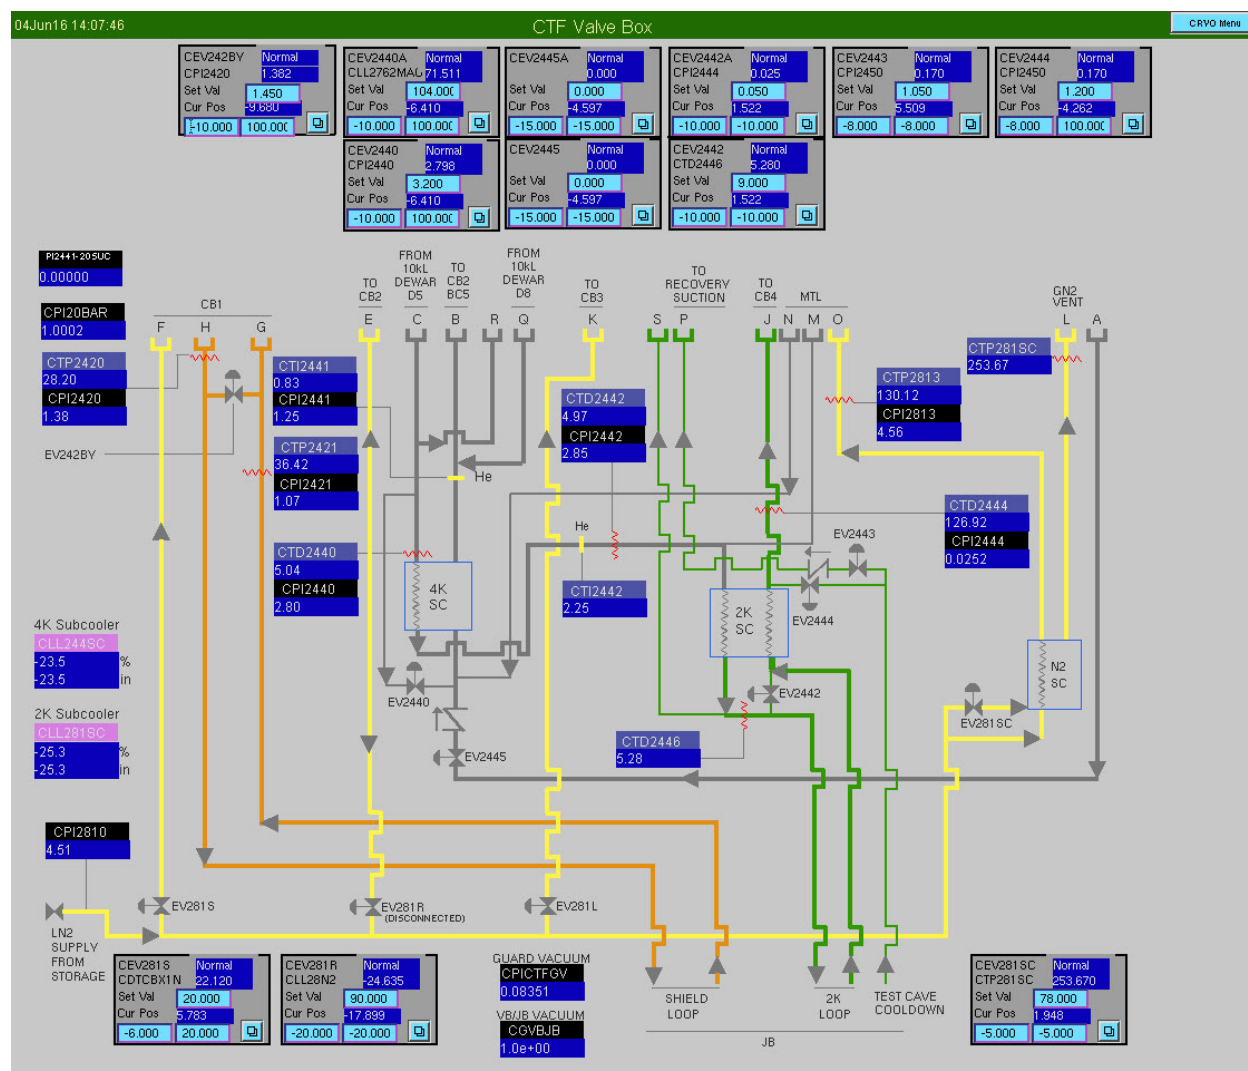 04Jun16 14:07:46 CTF Valve Box CRYO Menu
CEV242BY Normal
CPI2420 1.382
Set Val 1.450
Cur Pos -9.680
-10.000 100.000
CEV2440A Normal
CLL2762MAG 71.511
Set Val 104.000
Cur Pos -6.410
-10.000 100.000
CEV2445A Normal
0.000
Set Val 0.000
Cur Pos -4.597
-15.000 -15.000
CEV2442A Normal
CPI2444 0.025
Set Val 0.050
Cur Pos 1.522
-10.000 -10.000
CEV2443 Normal
CPI2450 0.170
Set Val 1.050
Cur Pos 5.509
-8.000 -8.000
CEV2444 Normal
CPI2450 0.170
Set Val 1.200
Cur Pos -4.262
-8.000 100.000
CEV2440 Normal
CPI2440 2.798
Set Val 3.200
Cur Pos -6.410
-10.000 100.000
CEV2445 Normal
0.000
Set Val 0.000
Cur Pos -4.597
-15.000 -15.000
CEV2442 Normal
CTD2446 5.280
Set Val 9.000
Cur Pos 1.522
-10.000 -10.000
PI2441-205UC
0.00000
CPI20BAR
1.0002
CTP2420
28.20
CPI2420
1.38
EV242BY
CB1
F H G
TO
CB2
E
FROM
10kL
DEWAR
D5
C
TO
CB2
BC5
B
R
FROM
10kL
DEWAR
D8
Q
TO
CB3
K
TO
RECOVERY
SUCTION
S P
TO
CB4
J
MTL
N M O
GN2
VENT
L
A
CTI2441
0.83
CPI2441
1.25
CTP2421
36.42
CPI2421
1.07
He
CTD2442
4.97
CPI2442
2.85
CTP2813
130.12
CPI2813
4.56
CTP281SC
253.67
CTD2440
5.04
CPI2440
2.80
4K
SC
He
CTI2442
2.25
EV2443
CTD2444
126.92
CPI2444
0.0252
2K
SC
EV2444
4K Subcooler
CLL244SC
-23.5 %
-23.5 in
2K Subcooler
CLL281SC
-25.3 %
-25.3 in
EV2440
EV2445
EV2442
CTD2446
5.28
N2
SC
EV281SC
CPI2810
4.51
LN2
SUPPLY
FROM
STORAGE
EV281S
EV281R
(DISCONNECTED)
EV281L
CEV281S Normal
CDTCBX1N 22.120
Set Val 20.000
Cur Pos 5.783
-6.000 20.000
CEV281R Normal
CLL28N2 -24.635
Set Val 90.000
Cur Pos -17.899
-20.000 -20.000
GUARD VACUUM
CPICTFGV
0.08351
VB/JB VACUUM
CGVBJB
1.0e+00
SHIELD
LOOP
2K
LOOP
TEST CAVE
COOLDOWN
JB
CEV281SC Normal
CTP281SC 253.670
Set Val 78.000
Cur Pos 1.948
-5.000 -5.000